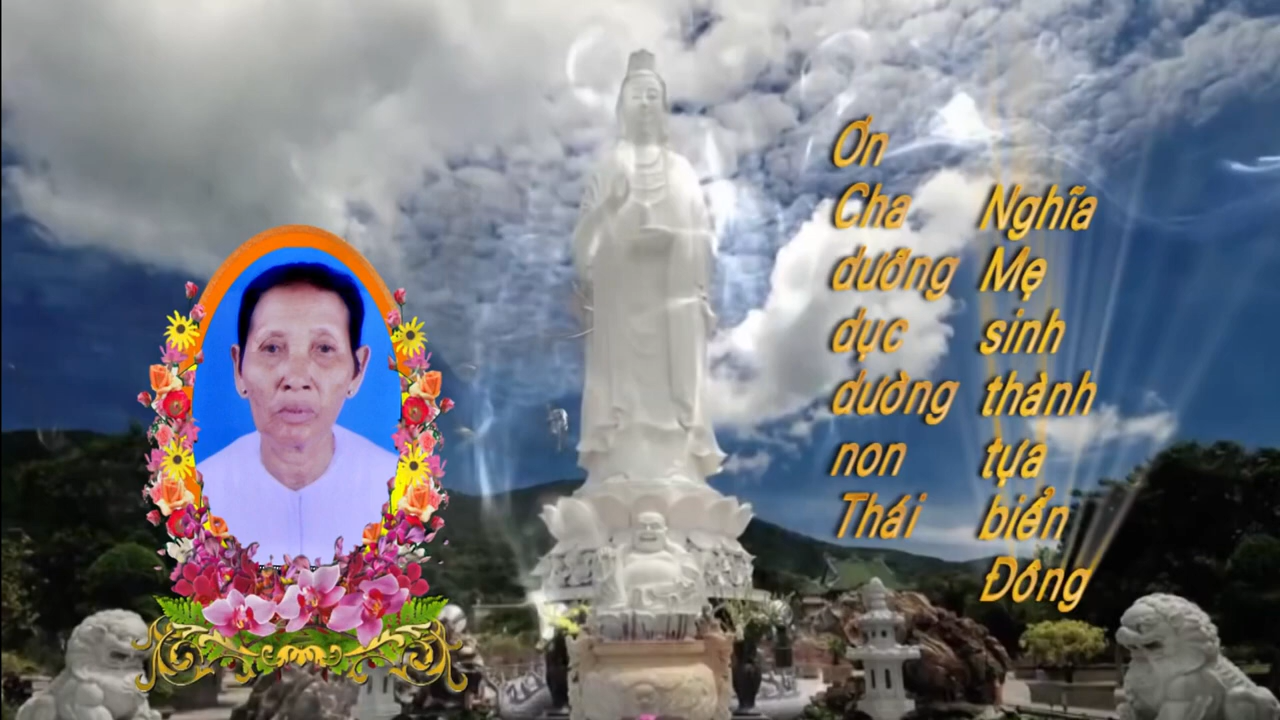 Ơn
Cha
dưỡng
dục
dường
non
Thái
Nghĩa
Mẹ
sinh
thành
tựa
biển
Đông